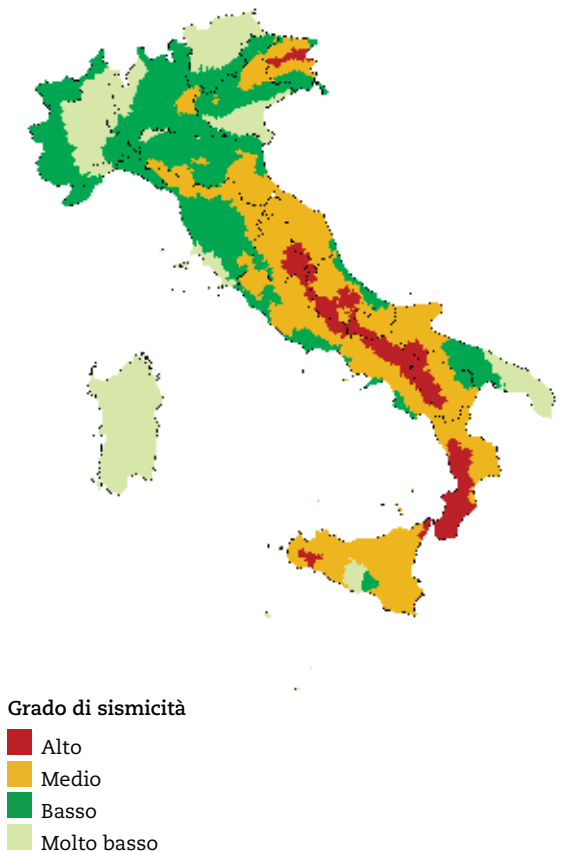 Grado di sismicità
Alto
Medio
Basso
Molto basso